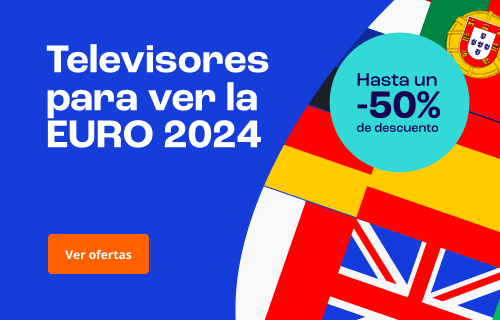 Televisores
para ver la
EURO 2024
Hasta un
-50%
de descuento
Ver ofertas